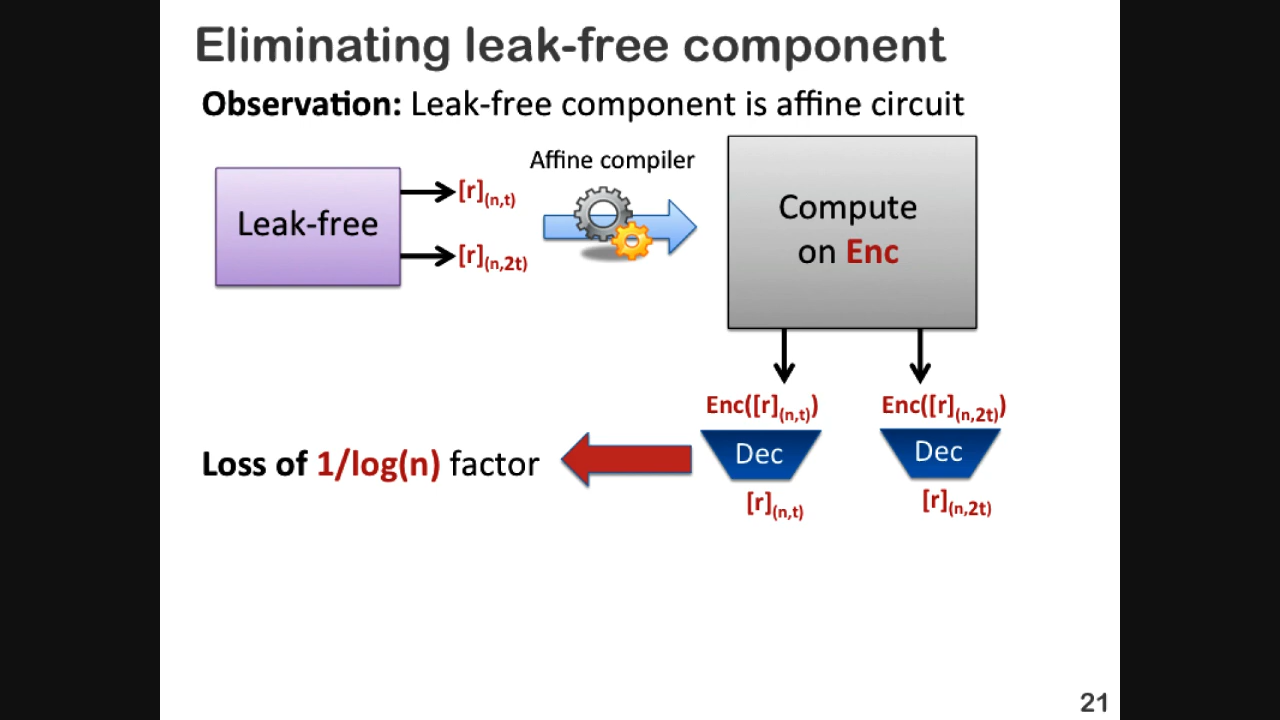 Eliminating leak-free component
Observation: Leak-free component is affine circuit
Affine compiler
Leak-free
[r](n,t)
[r](n,2t)
Compute
on Enc
Enc([r](n,t))
Enc([r](n,2t))
Dec
Dec
Loss of 1/log(n) factor
[r](n,t)
[r](n,2t)
21